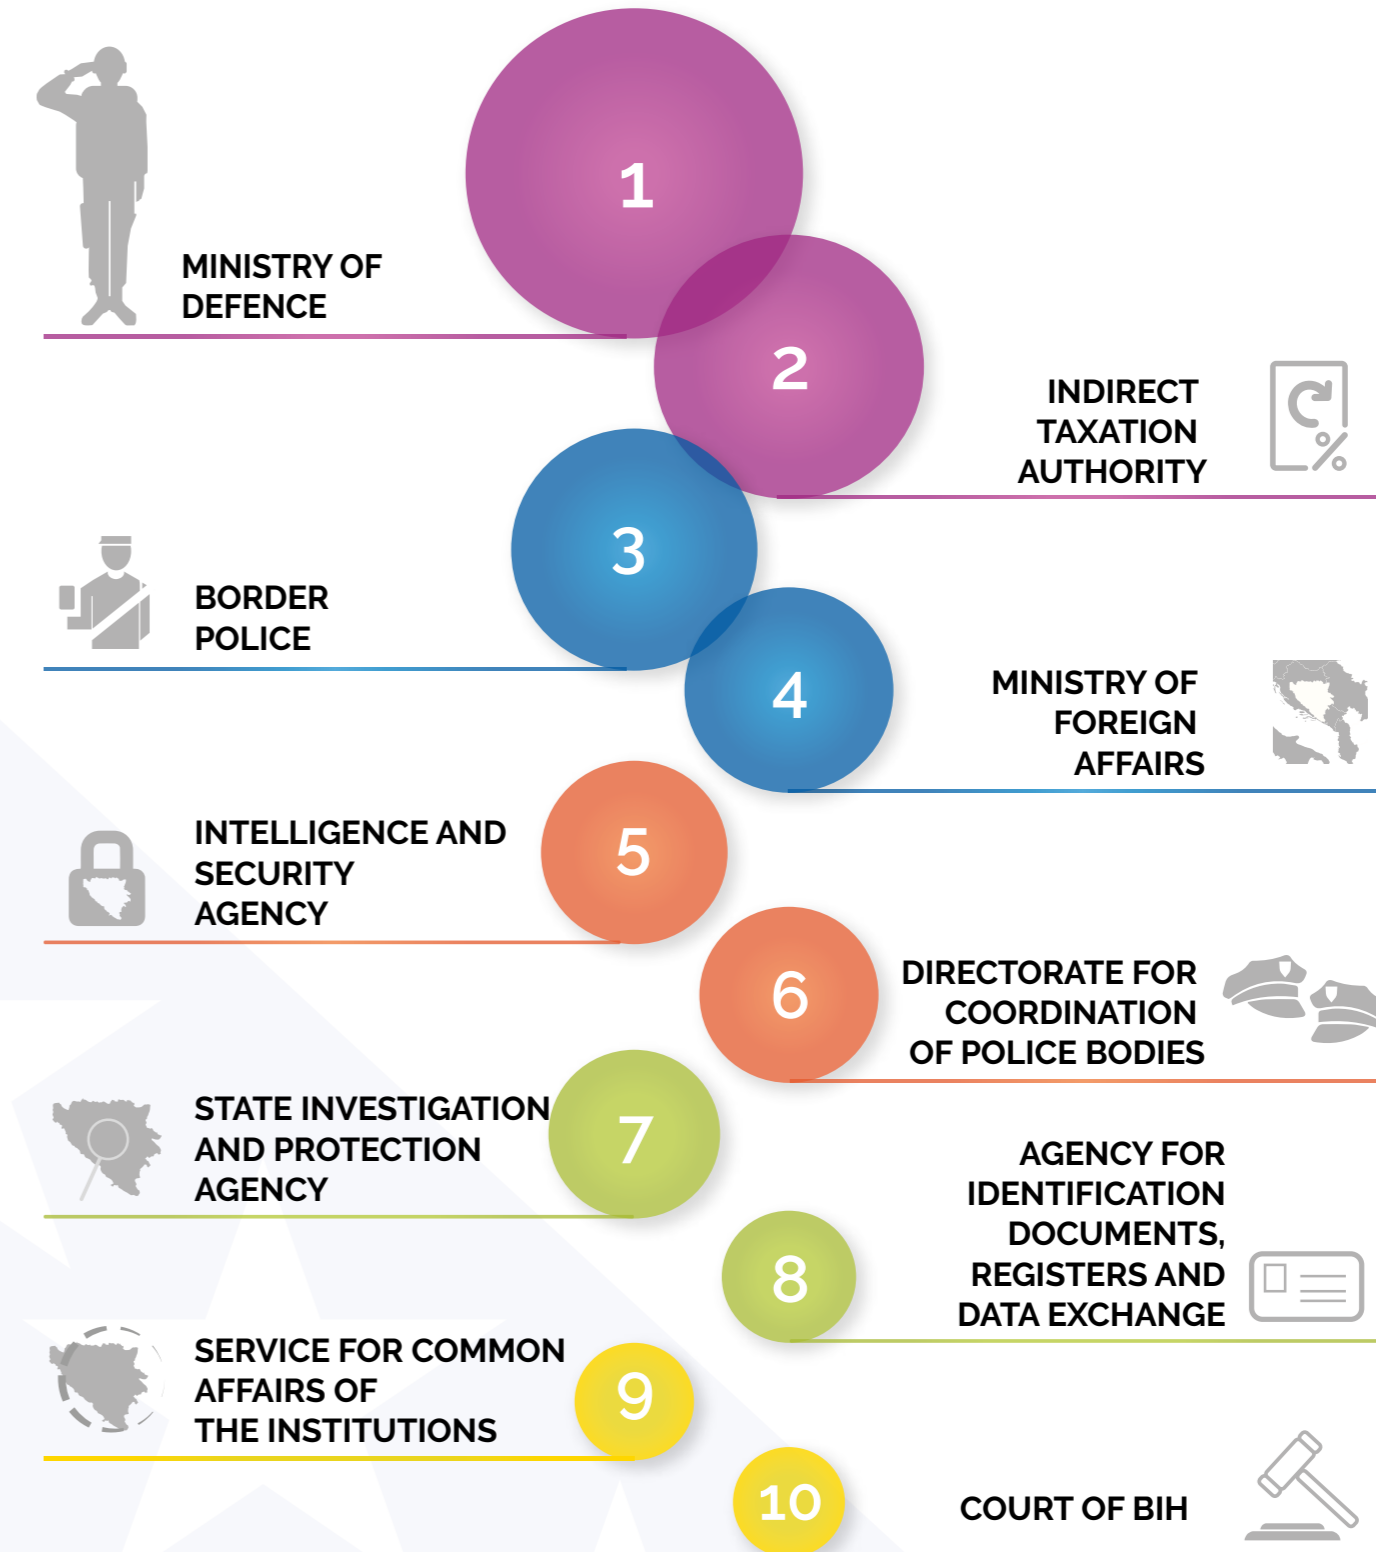 1
MINISTRY OF
DEFENCE
2
INDIRECT
TAXATION
AUTHORITY
3
BORDER
POLICE
4
MINISTRY OF
FOREIGN
AFFAIRS
5
INTELLIGENCE AND
SECURITY
AGENCY
6
DIRECTORATE FOR
COORDINATION
OF POLICE BODIES
7
STATE INVESTIGATION
AND PROTECTION
AGENCY
8
AGENCY FOR
IDENTIFICATION
DOCUMENTS,
REGISTERS AND
DATA EXCHANGE
9
SERVICE FOR COMMON
AFFAIRS OF
THE INSTITUTIONS
10
COURT OF BIH